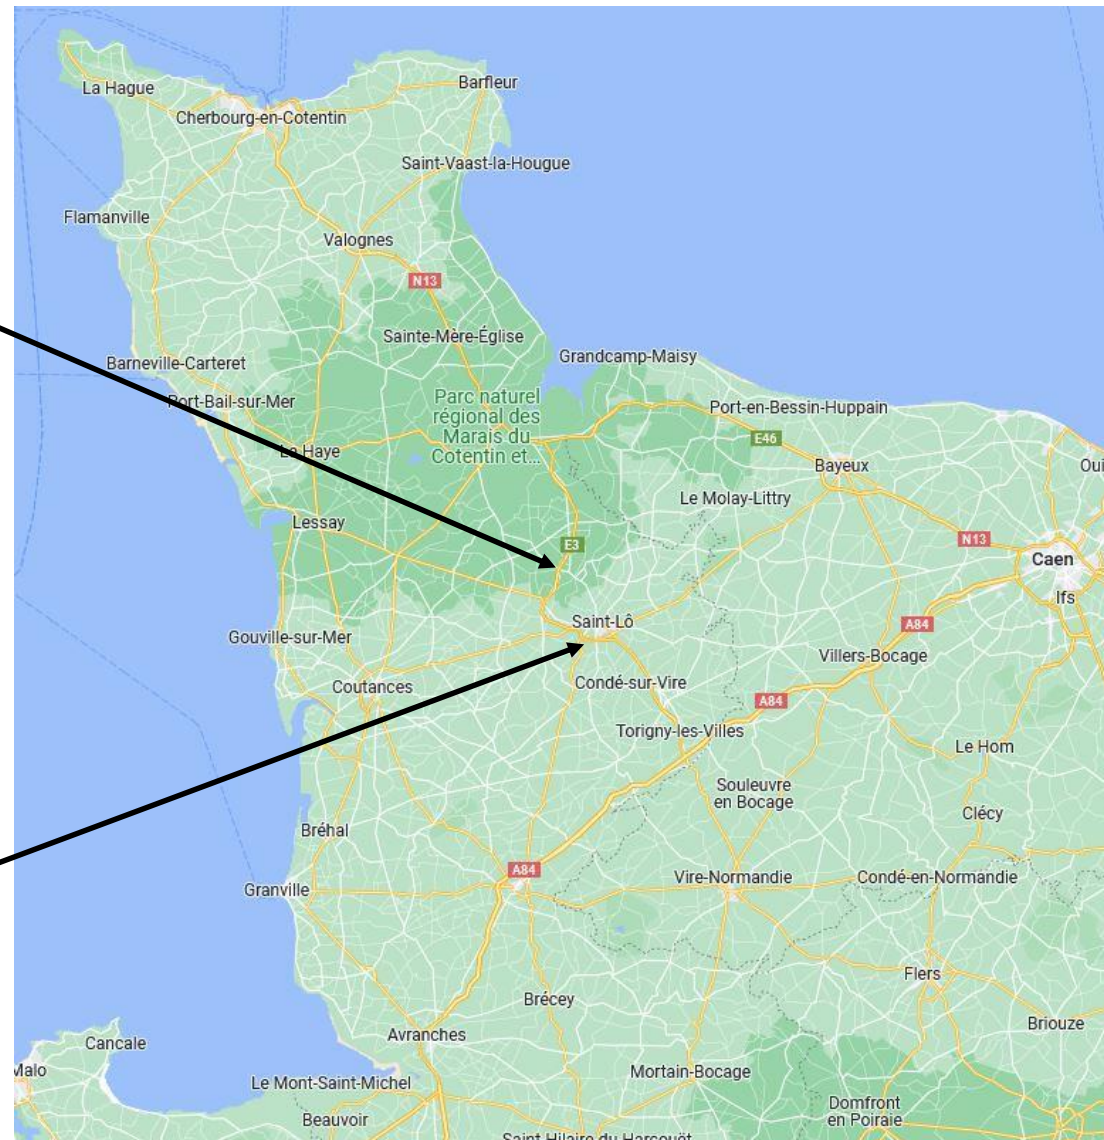 La Hague
Barfleur
Cherbourg-en-Cotentin
Saint-Vaast-la-Hougue
Flamanville
Valognes
N13
Sainte-Mère-Église
Grandcamp-Maisy
Barneville-Carteret
Port-Bail-sur-Mer
Parc naturel
régional des
Marais du
Cotentin et...
Port-en-Bessin-Huppain
E46
La Haye
Bayeux
Oui
Le Molay-Littry
Lessay
E3
N13
Caen
Ifs
Saint-Lô
A84
Gouville-sur-Mer
Villers-Bocage
Coutances
Condé-sur-Vire
A84
Torigny-les-Villes
Le Hom
Souleuvre
en Bocage
Clécy
Bréhal
A84
Vire-Normandie
Condé-en-Normandie
Granville
Flers
Brécey
Briouze
Avranches
Cancale
Malo
Mortain-Bocage
Le Mont-Saint-Michel
Domfront
en Poiraie
Beauvoir
Saint-Hilaire-du-Harcouët